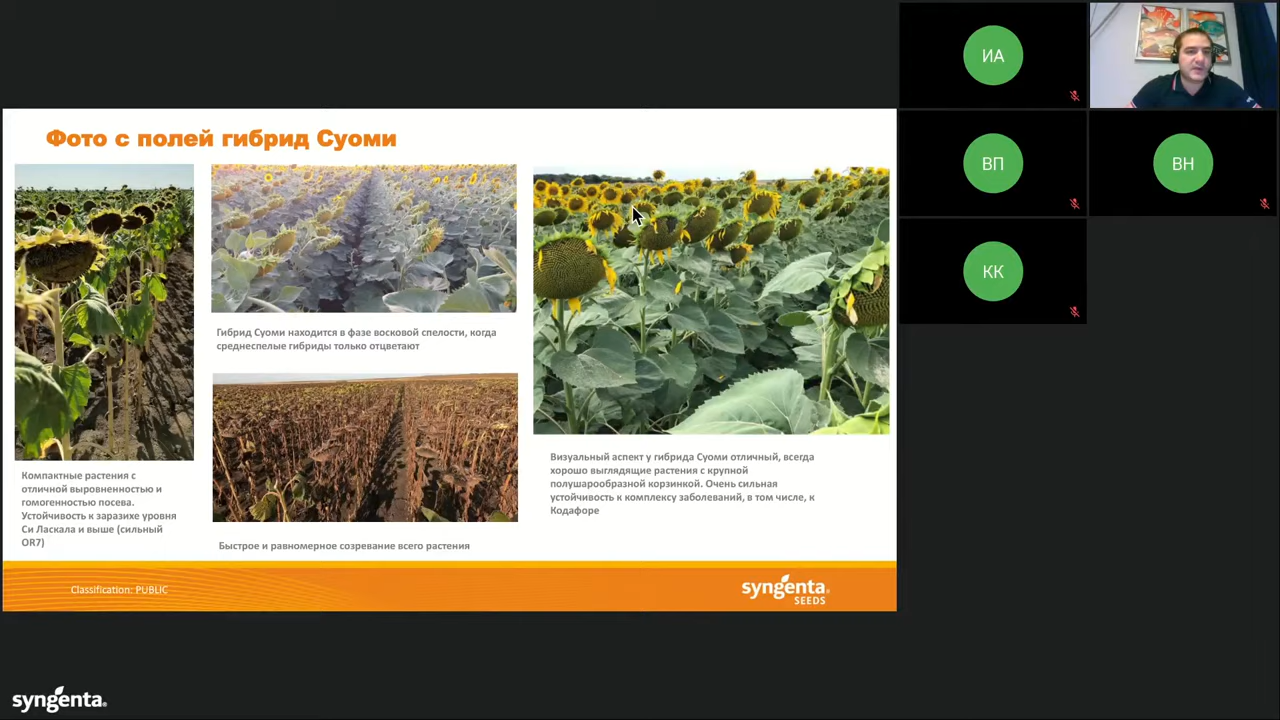 Фото с полей гибрид Суоми
Гибрид Суоми находится в фазе восковой спелости, когда
среднеспелые гибриды только отцветают
Компактные растения с
отличной выровненностью и
гомогенностью посева.
Устойчивость к заразихе уровня
Си Ласкала и выше (сильный
OR7)
Быстрое и равномерное созревание всего растения
Визуальный аспект у гибрида Суоми отличный, всегда
хорошо выглядящие растения с крупной
полушарообразной корзинкой. Очень сильная
устойчивость к комплексу заболеваний, в том числе, к
Кодафоре
Classification: PUBLIC
syngenta
SEEDS
syngenta
ИА
ВП
ВН
КК